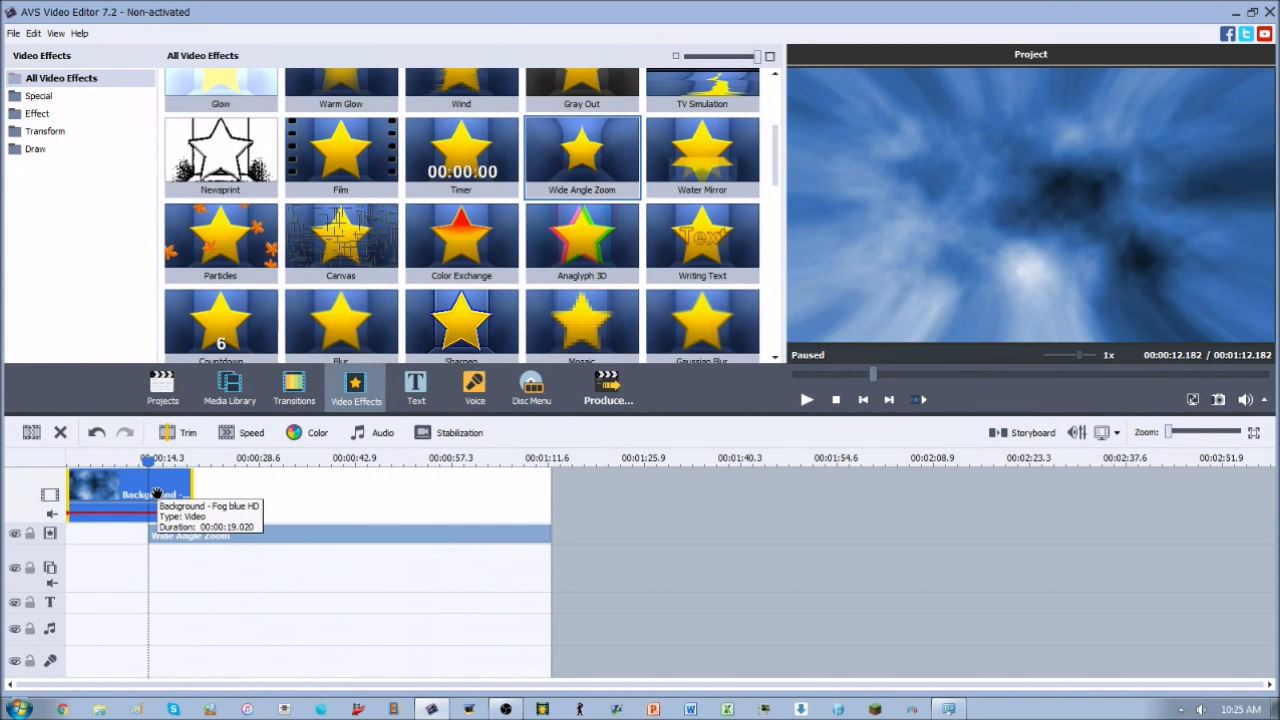 AVS Video Editor 7.2 - Non-activated
File Edit View Help
Video Effects
All Video Effects
Project
All Video Effects
Special
Effect
Transform
Draw
Glow
Warm Glow
Wind
Gray Out
TV Simulation
00:00:00
Newsprint
Film
Timer
Wide Angle Zoom
Water Mirror
Text
Particles
Canvas
Color Exchange
Anaglyph 3D
Writing Text
6
Countdown
Blur
Sharpen
Mosaic
Gaussian Blur
Paused
1x
00:00:12.182 / 00:01:12.182
Projects
Media Library
Transitions
Video Effects
Text
Voice
Disc Menu
Produce...
Trim
Speed
Color
Audio
Stabilization
Storyboard
Zoom:
00:00:14.3
00:00:28.6
00:00:42.9
00:00:57.3
00:01:11.6
00:01:25.9
00:01:40.3
00:01:54.6
00:02:08.9
00:02:23.3
00:02:37.6
00:02:51.9
Background -...
Background - Fog blue HD
Type: Video
Duration: 00:00:19.020
Wide Angle Zoom
T
10:25 AM